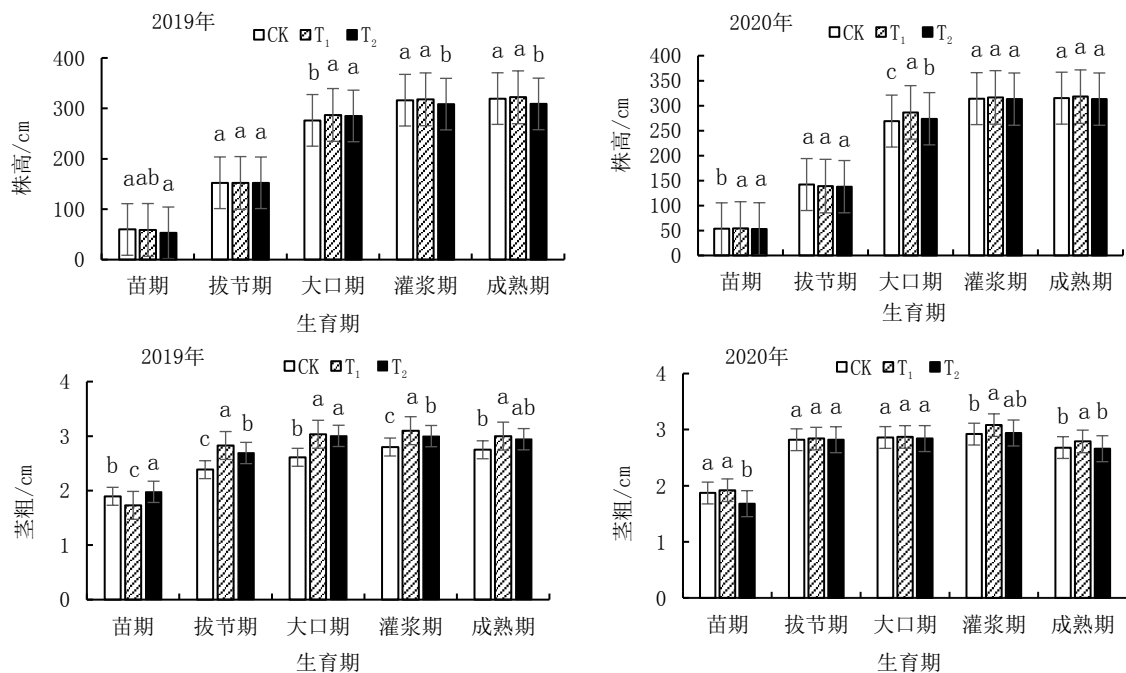 2019年
CK T₁ T₂
株高/cm
400
300
200
100
0
a ab a
a a a
b a a
a a b
a a b
苗期 拔节期 大口期 灌浆期 成熟期
生育期
2020年
CK T₁ T₂
株高/cm
400
350
300
250
200
150
100
50
0
b a a
a a a
c a b
a a a
a a a
苗期 拔节期 大口期 灌浆期 成熟期
生育期
2019年
CK T₁ T₂
茎粗/cm
4
3
2
1
0
b c a
c a b
b a a
c a b
b a ab
苗期 拔节期 大口期 灌浆期 成熟期
生育期
2020年
CK T₁ T₂
茎粗/cm
4
3
2
1
0
a a b
a a a
a a a
b a ab
b a b
苗期 拔节期 大口期 灌浆期 成熟期
生育期